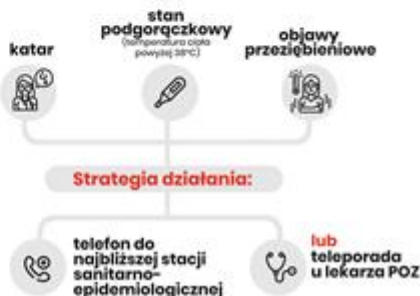 katar
stan
podgorączkowy
(temperatura ciała
powyżej 38°C)
objawy
przeziębieniowe
Strategia działania:
telefon do
najbliższej stacji
sanitarno-
epidemiologicznej
lub
teleporada
u lekarza POZ